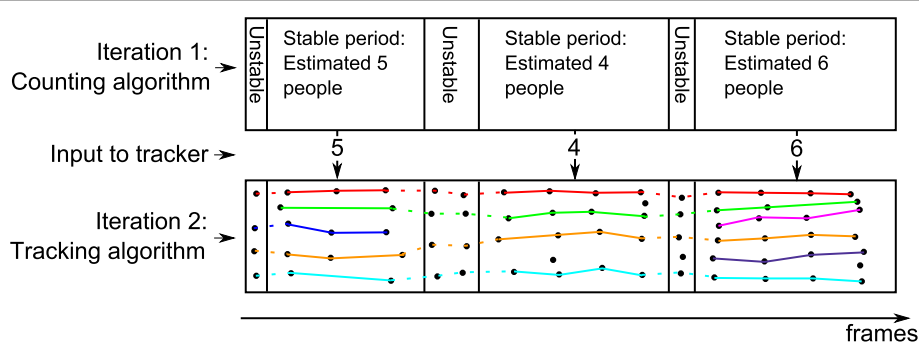 Iteration 1:
Counting algorithm
Unstable
Stable period:
Estimated 5
people
Unstable
Stable period:
Estimated 4
people
Unstable
Stable period:
Estimated 6
people
Input to tracker
5
4
6
Iteration 2:
Tracking algorithm
frames